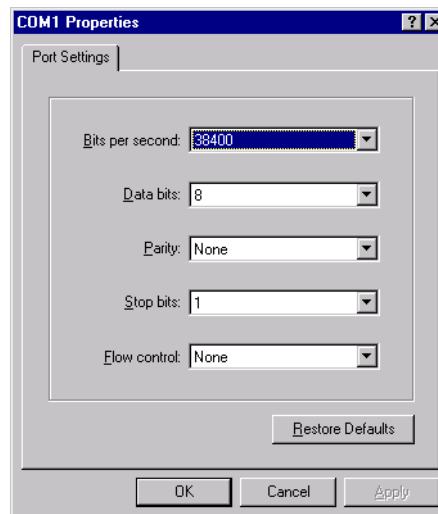 COM1 Properties
Port Settings
Bits per second: 38400
Data bits: 8
Parity: None
Stop bits: 1
Flow control: None
Restore Defaults
OK Cancel Apply